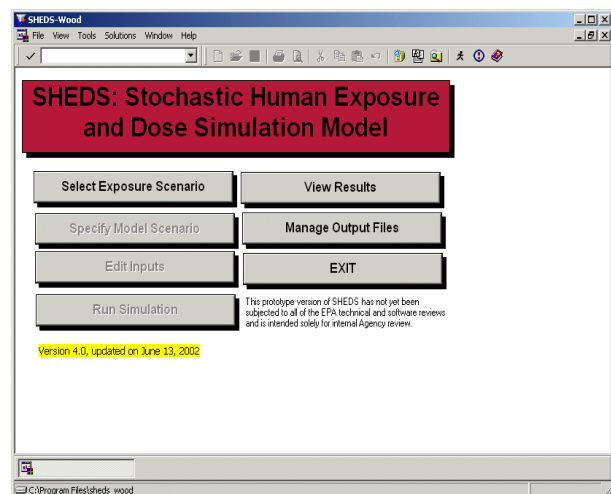 SHEDS-Wood
File View Tools Solutions Window Help
SHEDS: Stochastic Human Exposure
and Dose Simulation Model
Select Exposure Scenario
View Results
Specify Model Scenario
Manage Output Files
Edit Inputs
EXIT
Run Simulation
This prototype version of SHEDS has not yet been
subjected to all of the EPA technical and software reviews
and is intended solely for internal Agency review.
Version 4.0, updated on June 13, 2002
C:\Program Files\sheds_wood